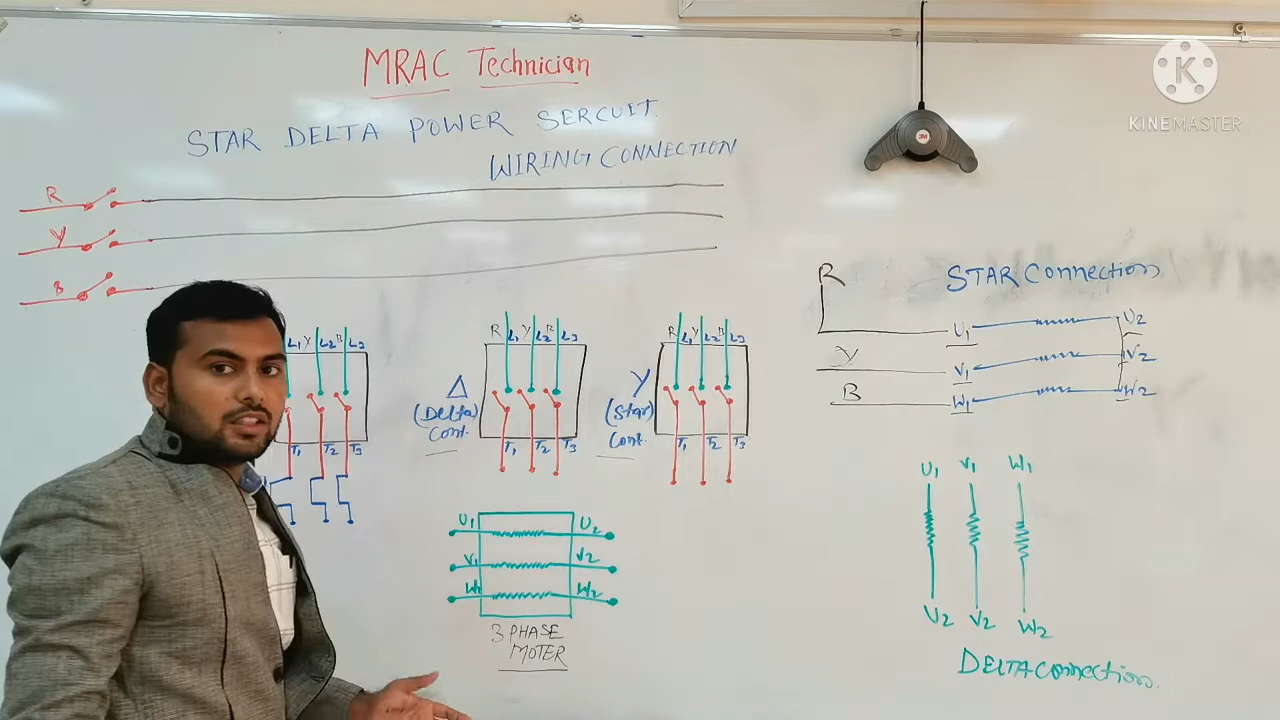 MRAC Technician
STAR DELTA POWER SERCUIT.
WIRING CONNECTION
R
Y
B
L1 Y L2 B L3
T1 T2 T3
Δ
(Delta)
Cont.
R L1 Y L2 B L3
T1 T2 T3
Y
(Star)
Cont.
R L1 Y L2 B L3
T1 T2 T3
U1 U2
V1 V2
W1 W2
3 PHASE
MOTER
STAR Connection
R U1 U2
Y V1 V2
B W1 W2
U1 V1 W1
U2 V2 W2
DELTA Connection.
3M
K
KINEMASTER